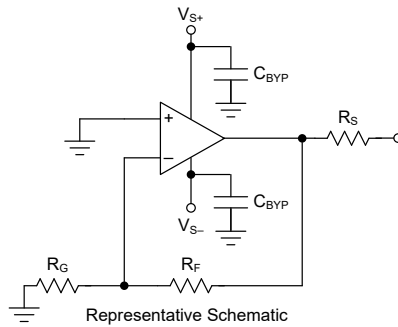 VS+
CBYP
+
RS
−
CBYP
VS–
RG
RF
Representative Schematic